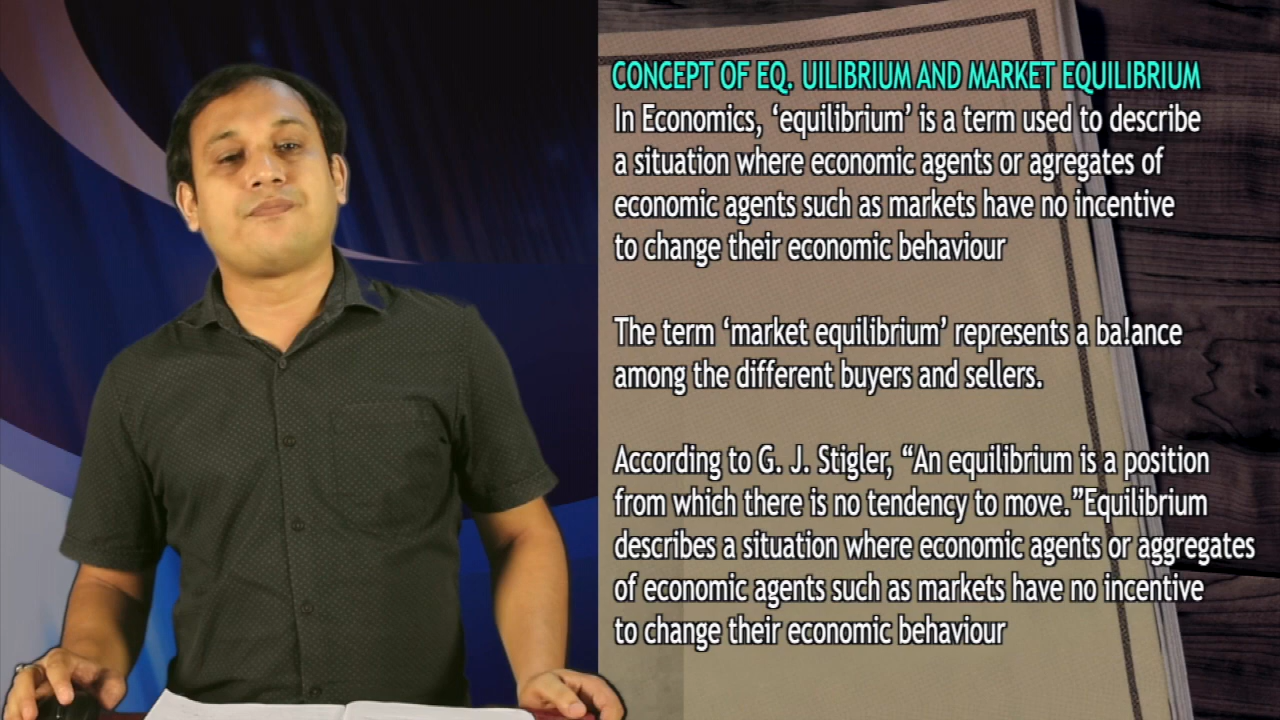 CONCEPT OF EQ. UILIBRIUM AND MARKET EQUILIBRIUM
In Economics, ‘equilibrium’ is a term used to describe
a situation where economic agents or agregates of
economic agents such as markets have no incentive
to change their economic behaviour
The term ‘market equilibrium’ represents a ba!ance
among the different buyers and sellers.
According to G. J. Stigler, “An equilibrium is a position
from which there is no tendency to move.”Equilibrium
describes a situation where economic agents or aggregates
of economic agents such as markets have no incentive
to change their economic behaviour